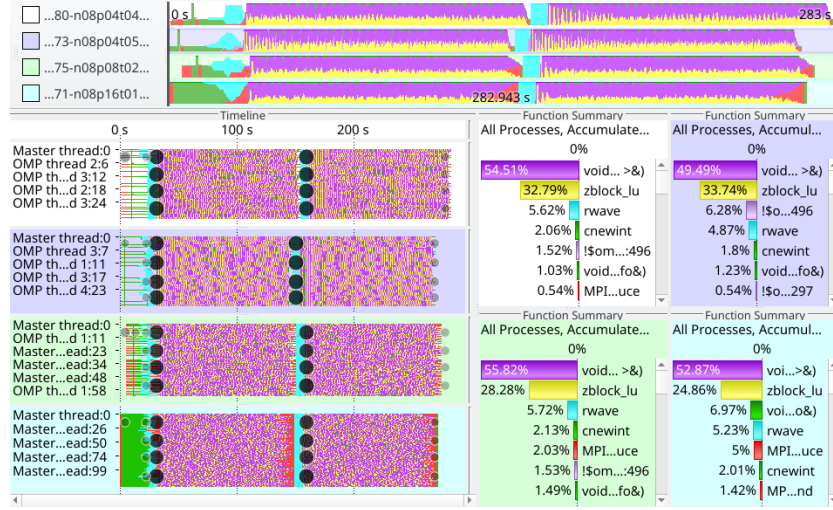 ...80-n08p04t04...
0 s
283 s
...73-n08p04t05...
...75-n08p08t02...
...71-n08p16t01...
282.943 s
Timeline
0 s
100 s
200 s
Master thread:0
OMP thread 2:6
OMP th...d 3:12
OMP th...d 2:18
OMP th...d 3:24
Master thread:0
OMP thread 3:7
OMP th...d 1:11
OMP th...d 3:17
OMP th...d 4:23
Master thread:0
OMP th...d 1:11
Master...ead:23
Master...ead:34
Master...ead:48
OMP th...d 1:58
Master thread:0
Master...ead:26
Master...ead:50
Master...ead:74
Master...ead:99
Function Summary
All Processes, Accumulate...
0%
54.51% void... >&)
32.79% zblock_lu
5.62% rwave
2.06% cnewint
1.52% !$om...:496
1.03% void...fo&)
0.54% MPI...uce
Function Summary
All Processes, Accumul...
0%
49.49% void... >&)
33.74% zblock_lu
6.28% !$o...496
4.87% rwave
1.8% cnewint
1.23% void...fo&)
0.54% !$o...297
Function Summary
All Processes, Accumulate...
0%
55.82% void... >&)
28.28% zblock_lu
5.72% rwave
2.13% cnewint
2.03% MPI...uce
1.53% !$om...:496
1.49% void...fo&)
Function Summary
All Processes, Accumul...
0%
52.87% voi...>&)
24.86% zblock_lu
6.97% voi...o&)
5.23% rwave
5% MPI...uce
2.01% cnewint
1.42% MP...nd